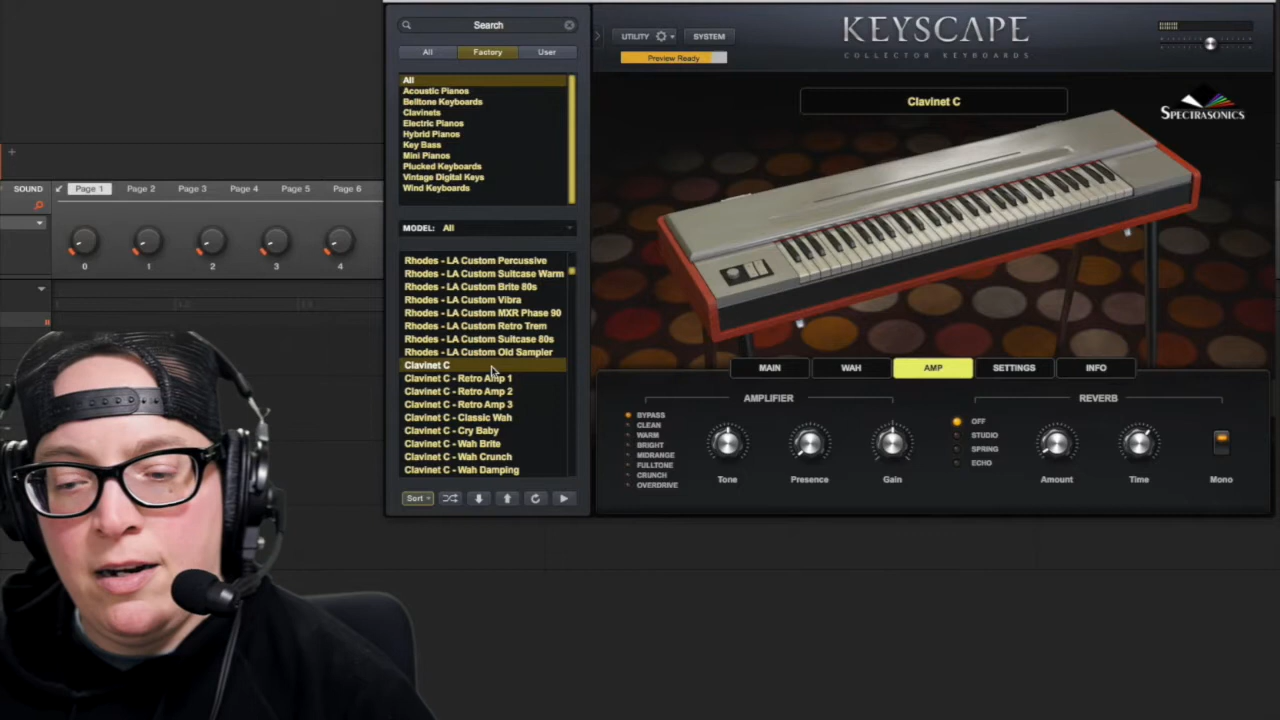 SOUND
Page 1
Page 2
Page 3
Page 4
Page 5
Page 6
0
1
2
3
4
Search
All
Factory
User
All
Acoustic Pianos
Belltone Keyboards
Clavinets
Electric Pianos
Hybrid Pianos
Key Bass
Mini Pianos
Plucked Keyboards
Vintage Digital Keys
Wind Keyboards
MODEL: All
Rhodes - LA Custom Percussive
Rhodes - LA Custom Suitcase Warm
Rhodes - LA Custom Brite 80s
Rhodes - LA Custom Vibra
Rhodes - LA Custom MXR Phase 90
Rhodes - LA Custom Retro Trem
Rhodes - LA Custom Suitcase 80s
Rhodes - LA Custom Old Sampler
Clavinet C
Clavinet C - Retro Amp 1
Clavinet C - Retro Amp 2
Clavinet C - Retro Amp 3
Clavinet C - Classic Wah
Clavinet C - Cry Baby
Clavinet C - Wah Brite
Clavinet C - Wah Crunch
Clavinet C - Wah Damping
Sort
UTILITY
SYSTEM
Preview Ready
KEYSCAPE
COLLECTOR KEYBOARDS
Clavinet C
SPECTRASONICS
MAIN
WAH
AMP
SETTINGS
INFO
AMPLIFIER
BYPASS
CLEAN
WARM
BRIGHT
MIDRANGE
FULLTONE
CRUNCH
OVERDRIVE
Tone
Presence
Gain
REVERB
OFF
STUDIO
SPRING
ECHO
Amount
Time
Mono